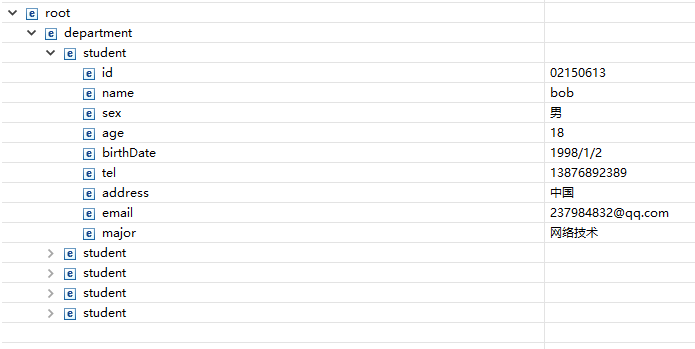 root
department
student
id 02150613
name bob
sex 男
age 18
birthDate 1998/1/2
tel 13876892389
address 中国
email 237984832@qq.com
major 网络技术
student
student
student
student